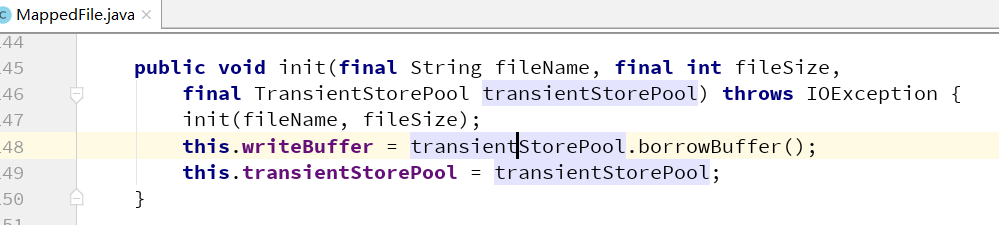 MappedFile.java
44
45 public void init(final String fileName, final int fileSize,
46 final TransientStorePool transientStorePool) throws IOException {
47 init(fileName, fileSize);
48 this.writeBuffer = transientStorePool.borrowBuffer();
49 this.transientStorePool = transientStorePool;
50 }
51